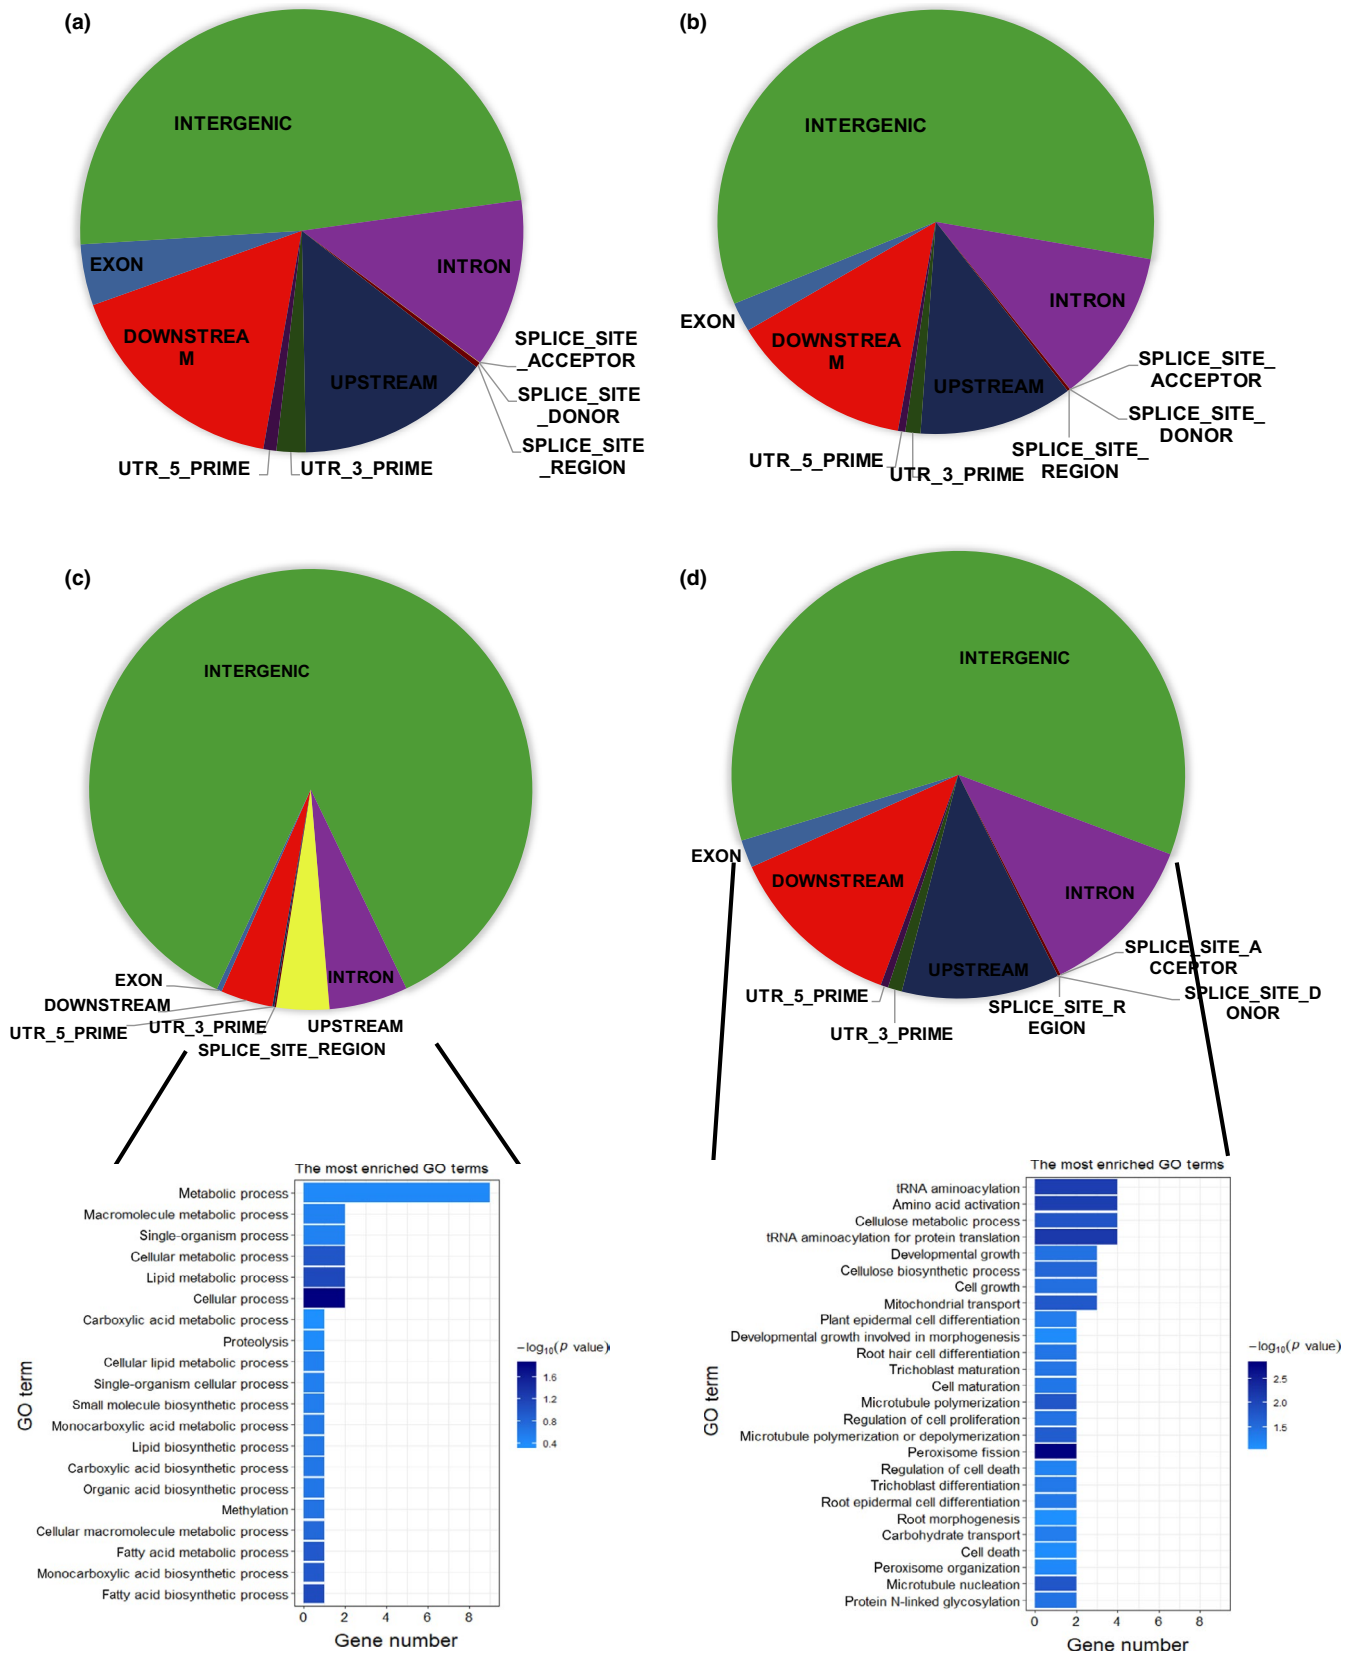 (a)
INTERGENIC
EXON
INTRON
DOWNSTREA
M
UPSTREAM
SPLICE_SITE
_ACCEPTOR
SPLICE_SITE
_DONOR
SPLICE_SITE
_REGION
UTR_5_PRIME
UTR_3_PRIME
(b)
INTERGENIC
EXON
INTRON
DOWNSTREA
M
UPSTREAM
SPLICE_SITE_
ACCEPTOR
SPLICE_SITE_
DONOR
SPLICE_SITE_
REGION
UTR_5_PRIME
UTR_3_PRIME
(c)
INTERGENIC
INTRON
EXON
DOWNSTREAM
UTR_5_PRIME
UTR_3_PRIME
UPSTREAM
SPLICE_SITE_REGION
(d)
INTERGENIC
EXON
DOWNSTREAM
INTRON
UPSTREAM
SPLICE_SITE_A
CCEPTOR
SPLICE_SITE_D
ONOR
SPLICE_SITE_R
EGION
UTR_5_PRIME
UTR_3_PRIME
The most enriched GO terms
Metabolic process
Macromolecule metabolic process
Single-organism process
Cellular metabolic process
Lipid metabolic process
Cellular process
Carboxylic acid metabolic process
Proteolysis
Cellular lipid metabolic process
Single-organism cellular process
Small molecule biosynthetic process
Monocarboxylic acid metabolic process
Lipid biosynthetic process
Carboxylic acid biosynthetic process
Organic acid biosynthetic process
Methylation
Cellular macromolecule metabolic process
Fatty acid metabolic process
Monocarboxylic acid biosynthetic process
Fatty acid biosynthetic process
GO term
0 2 4 6 8
Gene number
−log10(p value)
1.6
1.2
0.8
0.4
The most enriched GO terms
tRNA aminoacylation
Amino acid activation
Cellulose metabolic process
tRNA aminoacylation for protein translation
Developmental growth
Cellulose biosynthetic process
Cell growth
Mitochondrial transport
Plant epidermal cell differentiation
Developmental growth involved in morphogenesis
Root hair cell differentiation
Trichoblast maturation
Cell maturation
Microtubule polymerization
Regulation of cell proliferation
Microtubule polymerization or depolymerization
Peroxisome fission
Regulation of cell death
Trichoblast differentiation
Root epidermal cell differentiation
Root morphogenesis
Carbohydrate transport
Cell death
Peroxisome organization
Microtubule nucleation
Protein N-linked glycosylation
GO term
0 2 4 6 8
Gene number
−log10(p value)
2.5
2.0
1.5